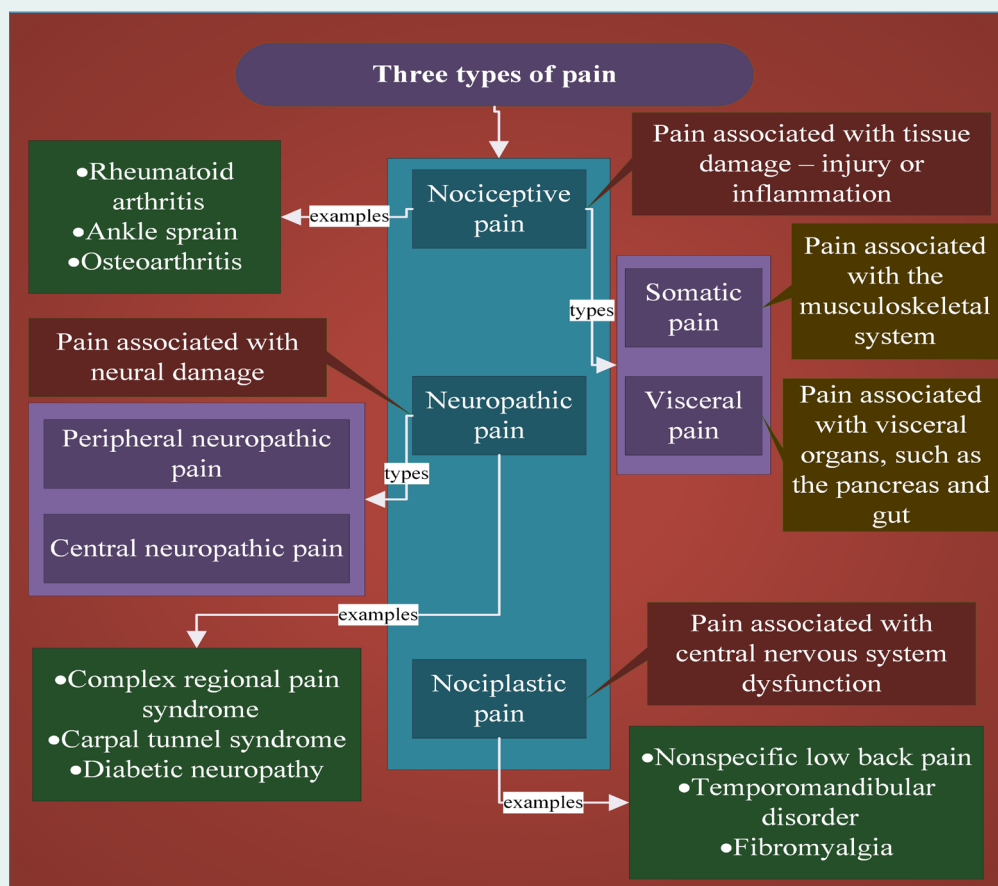 Three types of pain
Pain associated with tissue
damage – injury or
inflammation
Nociceptive
pain
examples
●Rheumatoid
arthritis
●Ankle sprain
●Osteoarthritis
types
Somatic
pain
Pain associated
with the
musculoskeletal
system
Visceral
pain
Pain associated
with visceral
organs, such as
the pancreas and
gut
Pain associated with
neural damage
Neuropathic
pain
types
Peripheral neuropathic
pain
Central neuropathic pain
examples
●Complex regional pain
syndrome
●Carpal tunnel syndrome
●Diabetic neuropathy
Pain associated with
central nervous system
dysfunction
Nociplastic
pain
examples
●Nonspecific low back pain
●Temporomandibular
disorder
●Fibromyalgia